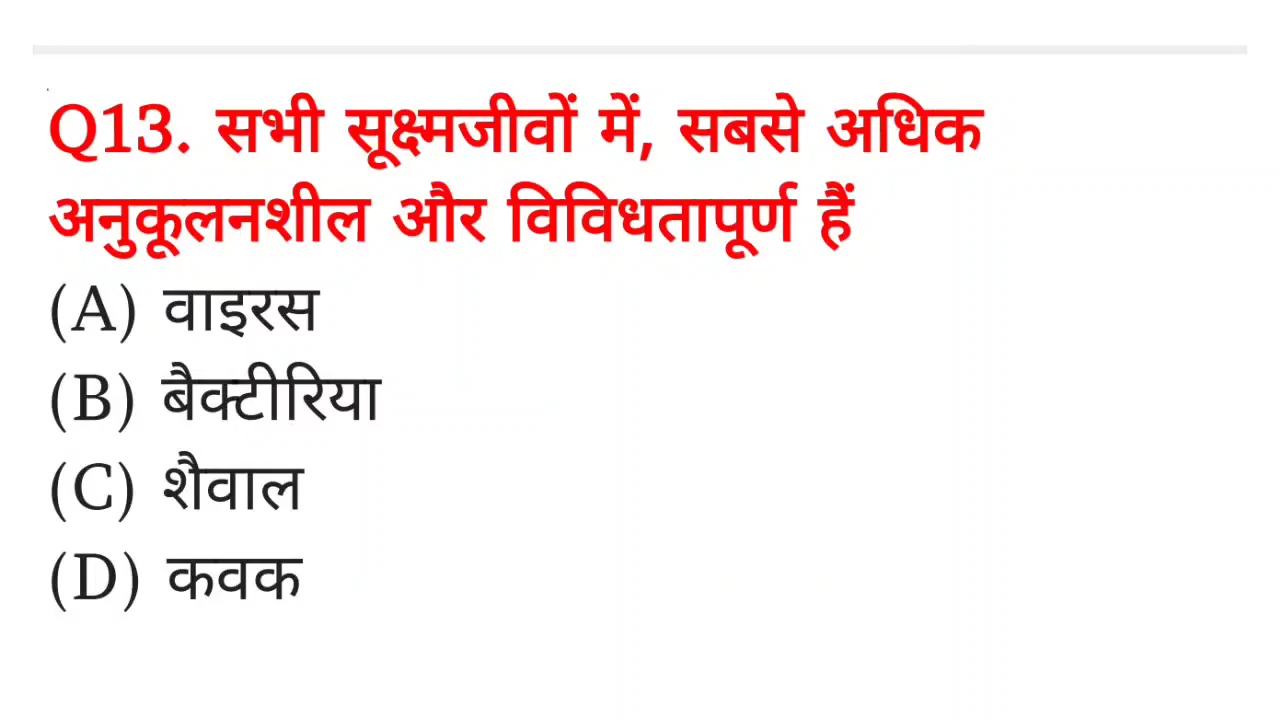 Q13. सभी सूक्ष्मजीवों में, सबसे अधिक
अनुकूलनशील और विविधतापूर्ण हैं
(A) वाइरस
(B) बैक्टीरिया
(C) शैवाल
(D) कवक